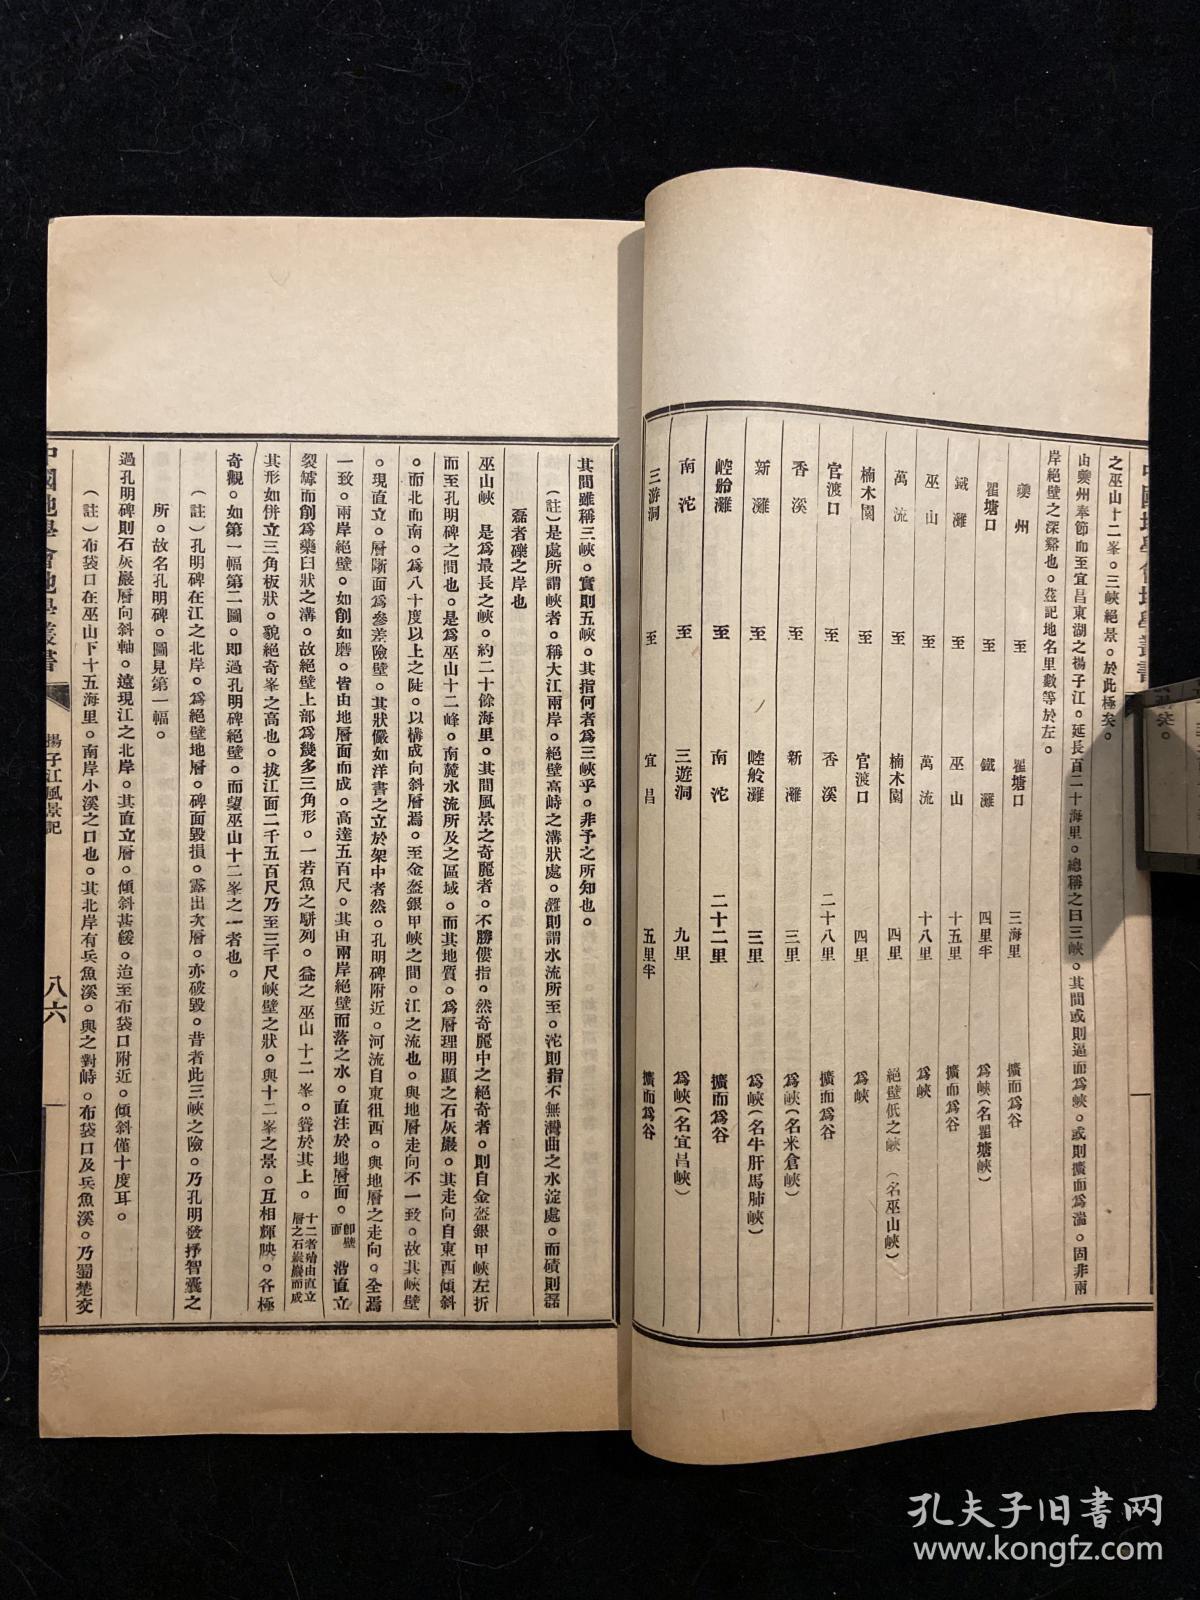 之巫山十二峯。三峽絕景。於此極矣。
由夔州奉節而至宜昌東湖之揚子江。延長百二十海里。總稱之曰三峽。其間或則逼而爲峽。或則擴而爲湍。固非兩
岸絕壁之深谿也。茲記地名里數等於左。
夔州 至 瞿塘口 三海里 擴而爲谷
瞿塘口 至 鐵灘 四里半 爲峽(名瞿塘峽)
鐵灘 至 巫山 十五里 擴而爲谷
巫山 至 萬流 十八里 爲峽
萬流 至 楠木園 四里 絕壁低之峽 (名巫山峽)
楠木園 至 官渡口 四里 爲峽
官渡口 至 香溪 二十八里 擴而爲谷
香溪 至 新灘 三里 爲峽(名米倉峽)
新灘 至 崆舲灘 三里 爲峽(名牛肝馬肺峽)
崆舲灘 至 南沱 二十二里 擴而爲谷
南沱 至 三遊洞 九里 爲峽(名宜昌峽)
三游洞 至 宜昌 五里半 擴而爲谷
其間雖稱三峽。實則五峽。其指何者爲三峽乎。非予之所知也。
(註)是處所謂峽者。稱大江兩岸。絕壁高峙之溝狀處。灘則謂水流所至。沱則指不無灣曲之水淀處。而磧則磊
磊者礫之岸也
巫山峽 是爲最長之峽。約二十餘海里。其間風景之奇麗者。不勝僂指。然奇麗中之絕奇者。則自金盔銀甲峽左折
而至孔明碑之間也。是爲巫山十二峰。南麓水流所及之區域。而其地質。爲層理明顯之石灰巖。其走向自東西傾斜
。而北而南。爲八十度以上之陡。以構成向斜層焉。至金盔銀甲峽之間。江之流也。與地層走向不一致。故其峽壁
。現直立。層斷面爲參差險壁。其狀儼如洋書之立於架中者然。孔明碑附近。河流自東徂西。與地層之走向。全爲
一致。兩岸絕壁。如削如磨。皆由地層面而成。高達五百尺。其由兩岸絕壁而落之水。直注於地層面。卽壁面 沿直立
裂罅而創爲藥臼狀之溝。故絕壁上部爲幾多三角形。一若魚之駢列。益之巫山十二峯。聳於其上。十二者殆由直立層之石巖巖而成
其形如併立三角板狀。貌絕奇峯之高也。拔江面二千五百尺乃至三千尺峽壁之狀。與十二峯之景。互相輝映。各極
奇觀。如第一幅第二圖。卽過孔明碑絕壁。而望巫山十二峯之一者也。
(註)孔明碑在江之北岸。爲絕壁地層。碑面毀損。露出次層。亦破毀。昔者此三峽之險。乃孔明發抒智囊之
所。故名孔明碑。圖見第一幅。
過孔明碑則石灰巖層向斜軸。遠現江之北岸。其直立層。傾斜甚緩。迨至布袋口附近。傾斜僅十度耳。
(註)布袋口在巫山下十五海里。南岸小溪之口也。其北岸有兵魚溪。與之對峙。布袋口及兵魚溪。乃蜀楚交
中國地學會地學叢書 揚子江風景記 八六
孔夫子旧书网
www.kongfz.com